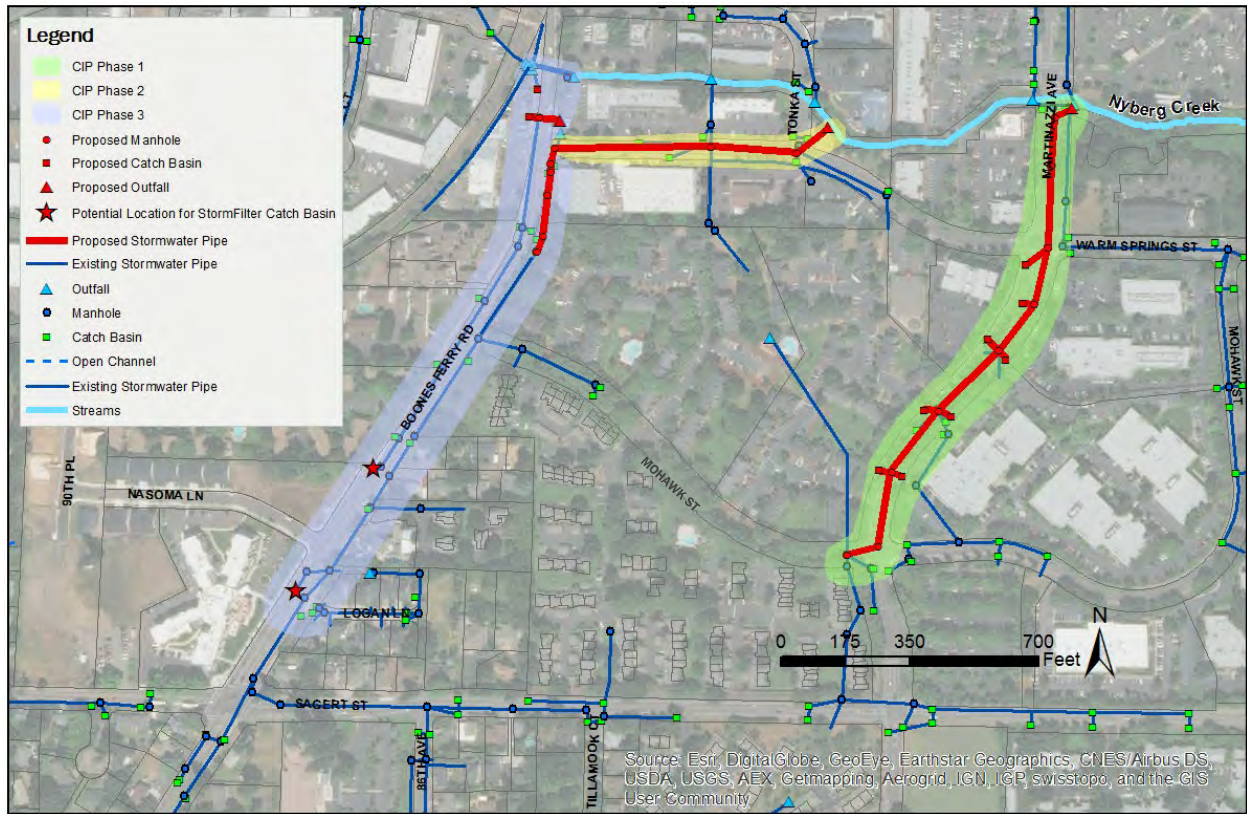 Legend
CIP Phase 1
CIP Phase 2
CIP Phase 3
Proposed Manhole
Proposed Catch Basin
Proposed Outfall
Potential Location for StormFilter Catch Basin
Proposed Stormwater Pipe
Existing Stormwater Pipe
Outfall
Manhole
Catch Basin
Open Channel
Existing Stormwater Pipe
Streams
TONKA ST
MARTINAZZI AVE
Nyberg Creek
WARM SPRINGS ST
MOHAWK ST
BOONES FERRY RD
MOHAWK ST
90TH PL
NASOMA LN
LOGAN LN
SAGERT ST
86TH AVE
TILLAMOOK CT
N
0 175 350 700
Feet
Source: Esri, DigitalGlobe, GeoEye, Earthstar Geographics, CNES/Airbus DS,
USDA, USGS, AEX, Getmapping, Aerogrid, IGN, IGP, swisstopo, and the GIS
User Community